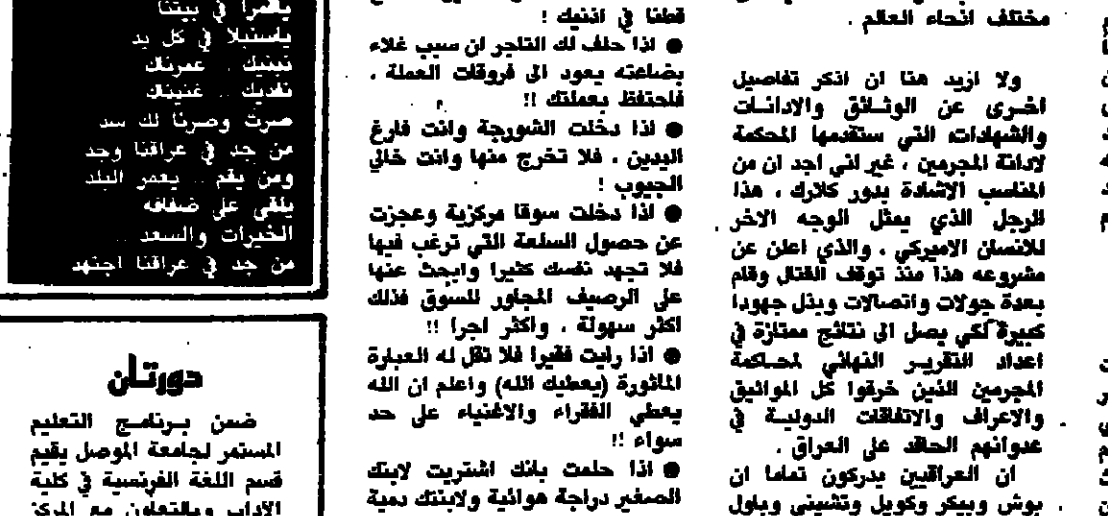 مختلف انحاء العالم .
ولا اريد هنا ان اذكر تفاصيل
اخرى عن الوثائق والادانات
والشهادات التي ستقدمها المحكمة
لادانة المجرمين ، غير اني اجد ان من
المناسب الاشادة بدور كلارك ، هذا
الرجل الذي يمثل الوجه الاخر
للانسان الاميركي ، والذي اعلن عن
مشروعه هذا منذ توقف القتال وقام
بعدة جولات واتصالات وبذل جهودا
كبيرة لكي يصل الى نتائج ممتازة في
اعداد التقرير النهائي لمحاكمة
المجرمين الذين خرقوا كل المواثيق
والاعراف والاتفاقات الدولية في
عدوانهم الحاقد على العراق .
ان العراقيين يدركون تماما ان
بوش وبيكر وكويل وتشيني وباول
قطنا في اذنيك !
● اذا حلف لك التاجر ان سبب غلاء
بضاعته يعود الى فروقات العملة ،
فاحتفظ بعملتك !!
● اذا دخلت الشورجة وانت فارغ
اليدين ، فلا تخرج منها وانت خالي
الجيوب !
● اذا دخلت سوقا مركزية وعجزت
عن حصول السلعة التي ترغب فيها
فلا تجهد نفسك كثيرا وابحث عنها
على الرصيف المجاور للسوق فذلك
اكثر سهولة ، واكثر اجرا !!
● اذا رايت فقيرا فلا تقل له العبارة
الماثورة (يعطيك الله) واعلم ان الله
يعطي الفقراء والاغنياء على حد
سواء !!
● اذا حلمت بانك اشتريت لابنك
الصغير دراجة هوائية ولابنتك دمية
ياقمرا في بيتنا
ياسنبلا في كل يد
نبنيك .. عمرناك
نفديك .. غنيناك
صرت وصرنا لك سد
من جد في عراقنا وجد
ومن يقم .. يعمر البلد
يلقى على ضفافه
الخيرات والسعد ..
من جد في عراقنا اجتهد
دورتان
ضمن برنامج التعليم
المستمر لجامعة الموصل يقيم
قسم اللغة الفرنسية في كلية
الآداب وبالتعاون مع المركز